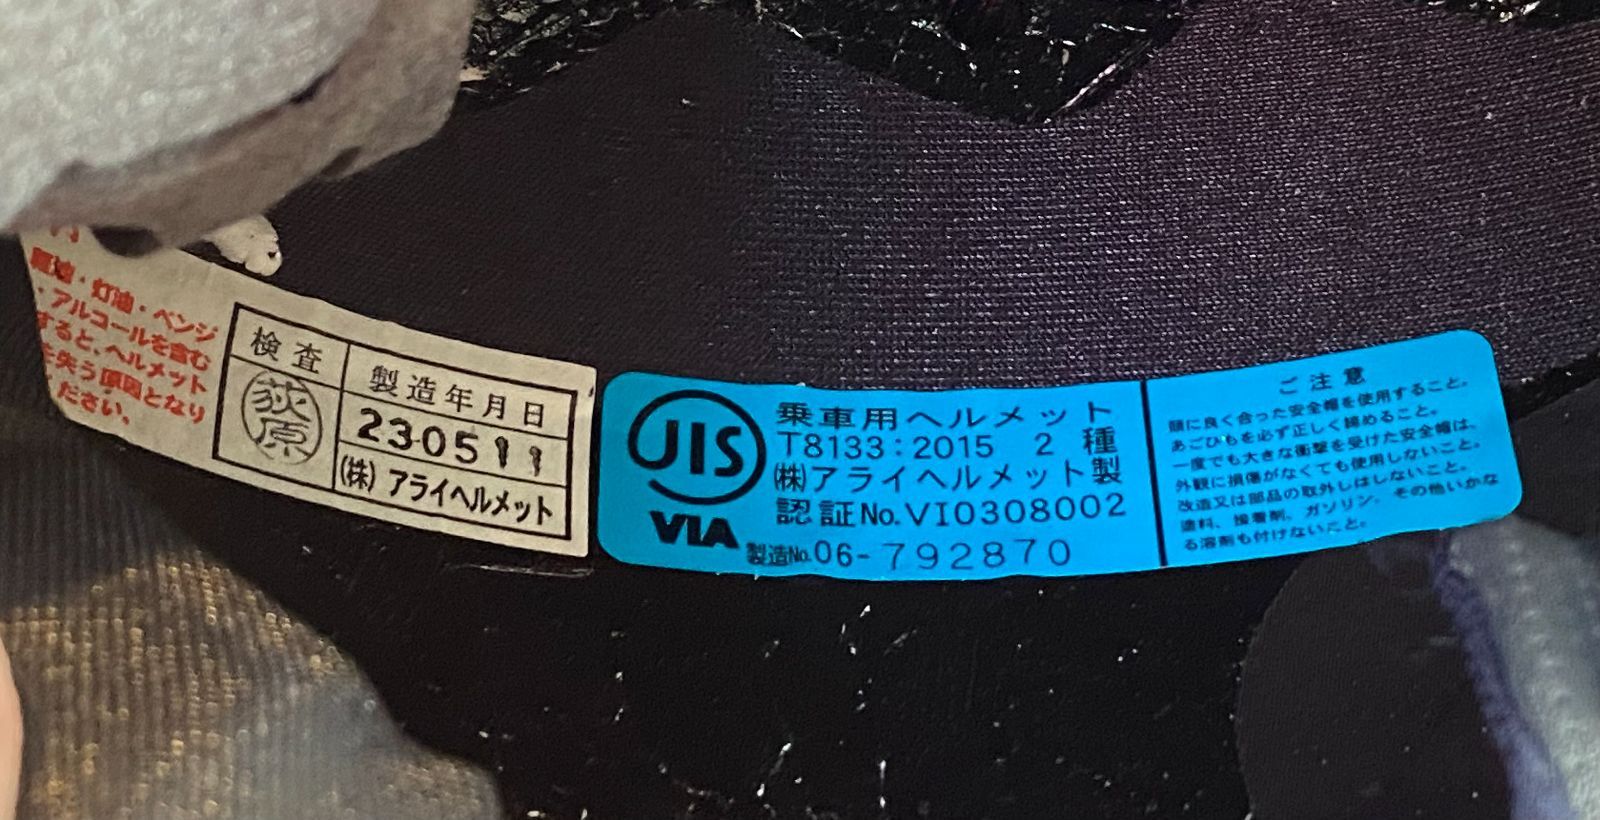 油・灯油・ベンジ
・アルコールを含む
すると、ヘルメット
を失う原因となり
ださい。
検査
荻原
製造年月日
230511
(株)アライヘルメット
JIS
VIA
乗車用ヘルメット
T8133:2015 2種
(株)アライヘルメット製
認証No.VI0308002
製造No.06-792870
ご注意
頭に良く合った安全帽を使用すること。
あごひもを必ず正しく締めること。
一度でも大きな衝撃を受けた安全帽は、
外観に損傷がなくても使用しないこと。
改造又は部品の取外しはしないこと。
塗料、接着剤、ガソリン、その他いかな
る溶剤も付けないこと。